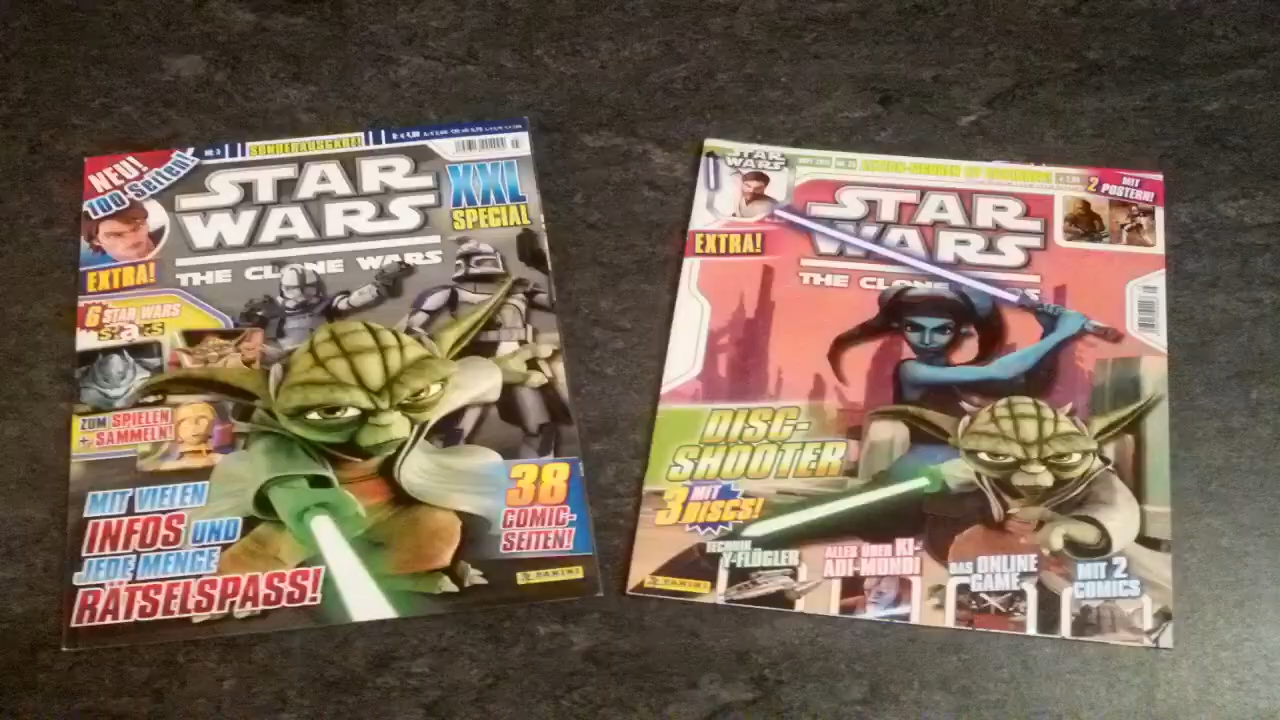 NEU!
100 Seiten!
NR 3
SONDERAUSGABE!
STAR
WARS
THE CLONE WARS
XXL
SPECIAL
EXTRA!
6 STAR WARS
ZUM SPIELEN
+ SAMMELN!
MIT VIELEN
INFOS UND
JEDE MENGE
RÄTSELSPASS!
38
COMIC-
SEITEN!
PANINI
STAR
WARS
2 MIT
POSTERN!
EXTRA!
STAR
WARS
THE CLONE WARS
DISC-
SHOOTER
MIT
3 DISCS!
PANINI
TECHNIK
Y-FLÜGLER
ALLES ÜBER KI-
ADI-MUNDI
DAS ONLINE
GAME
MIT 2
COMICS